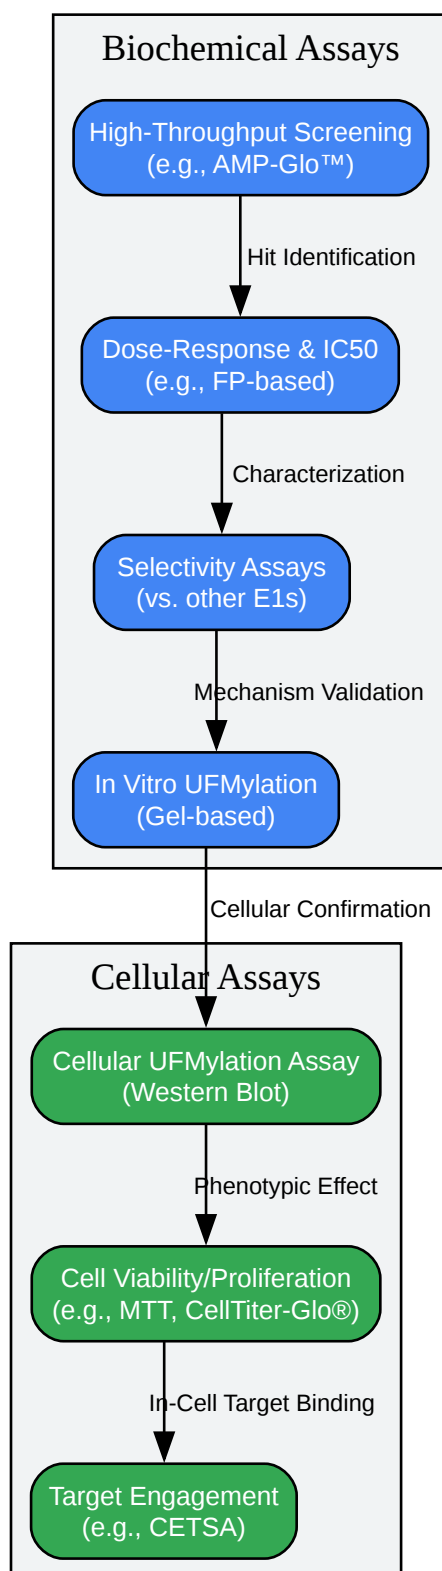 Biochemical Assays
High-Throughput Screening
(e.g., AMP-Glo™)
Hit Identification
Dose-Response & IC50
(e.g., FP-based)
Characterization
Selectivity Assays
(vs. other E1s)
Mechanism Validation
In Vitro UFMylation
(Gel-based)
Cellular Confirmation
Cellular Assays
Cellular UFMylation Assay
(Western Blot)
Phenotypic Effect
Cell Viability/Proliferation
(e.g., MTT, CellTiter-Glo®)
In-Cell Target Binding
Target Engagement
(e.g., CETSA)